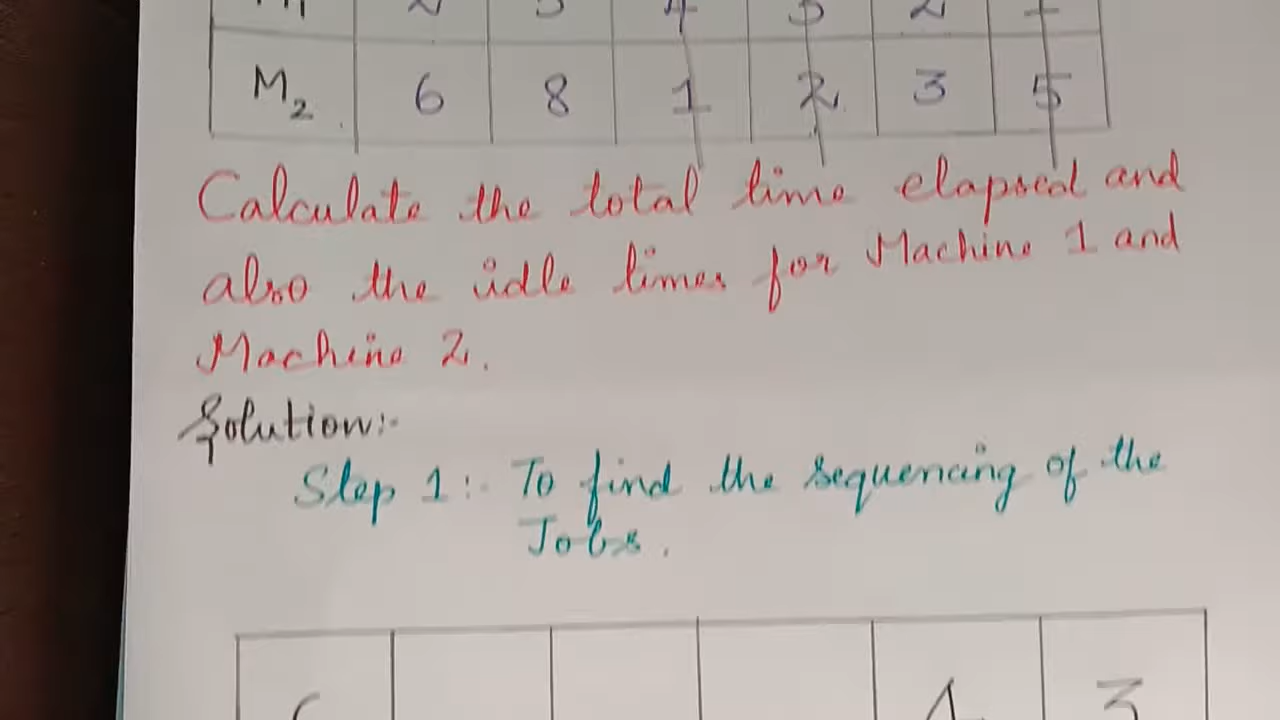 M₂ 6 8 1 2 3 5
Calculate the total time elapsed and
also the idle times for Machine 1 and
Machine 2.
Solution:-
Step 1:- To find the sequencing of the
Jobs.